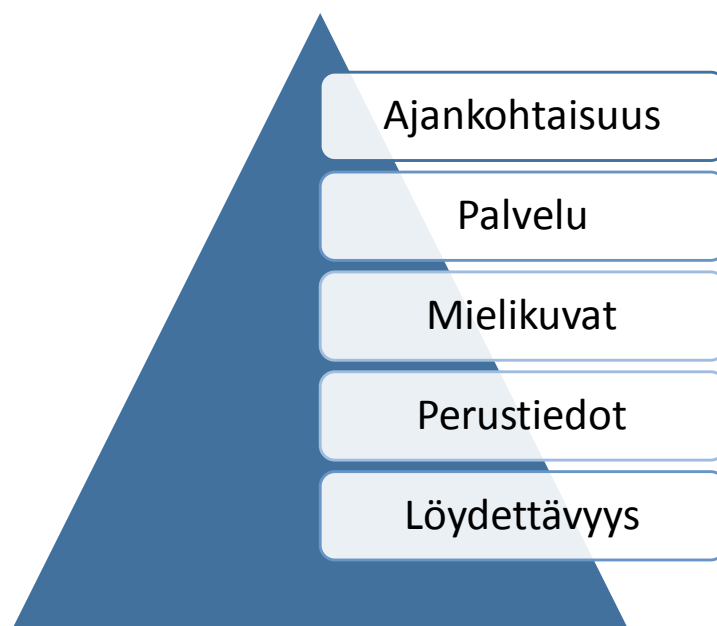 Ajankohtaisuus
Palvelu
Mielikuvat
Perustiedot
Löydettävyys